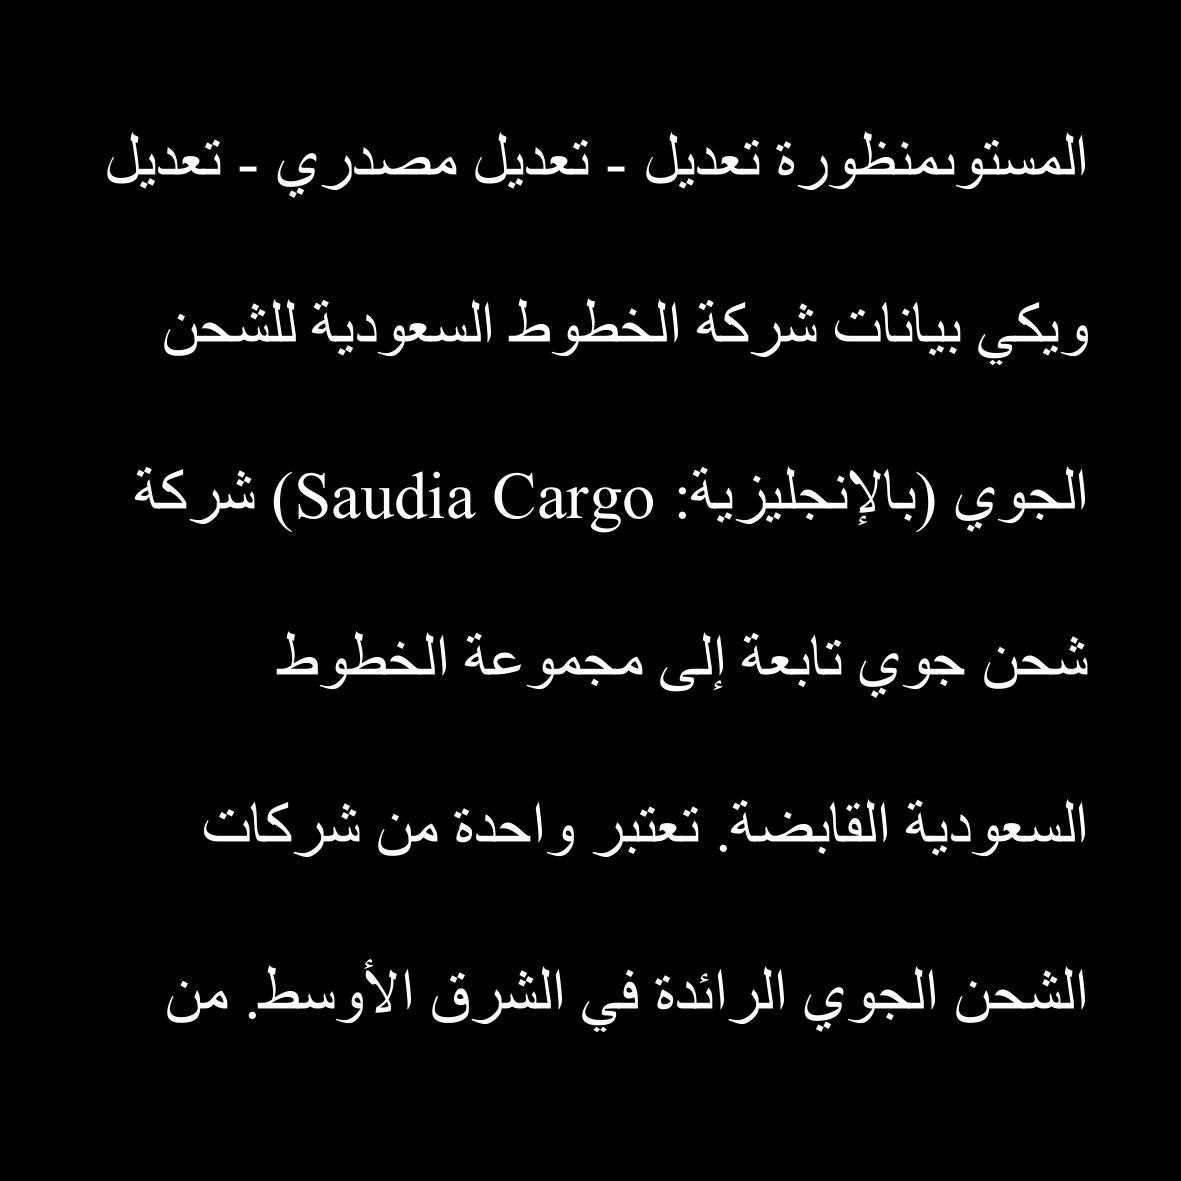 المستوىمنظورة تعديل - تعديل مصدري - تعديل
ويكي بيانات شركة الخطوط السعودية للشحن
الجوي (بالإنجليزية: Saudia Cargo) شركة
شحن جوي تابعة إلى مجموعة الخطوط
السعودية القابضة. تعتبر واحدة من شركات
الشحن الجوي الرائدة في الشرق الأوسط. من